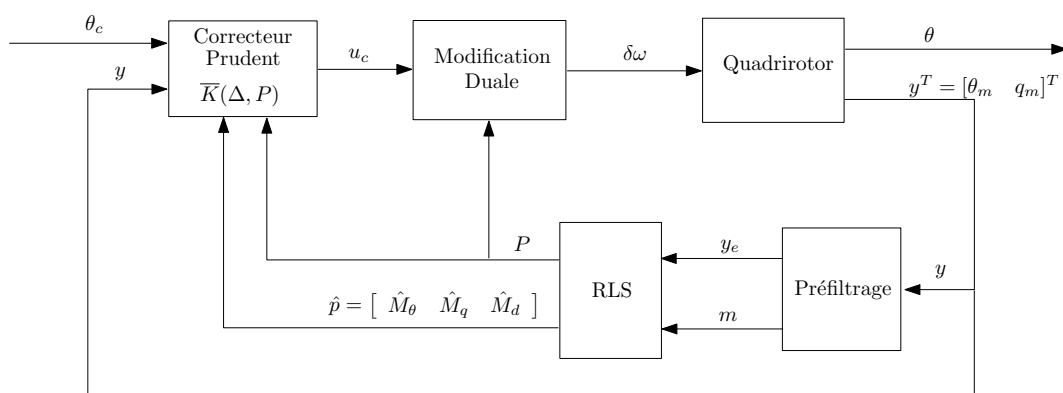 θ_c
y
Correcteur
Prudent
K̅(Δ, P)
u_c
Modification
Duale
δω
Quadrirotor
θ
y^T = [θ_m q_m]^T
P
p̂ = [ M̂_θ M̂_q M̂_d ]
RLS
y_e
m
Préfiltrage
y